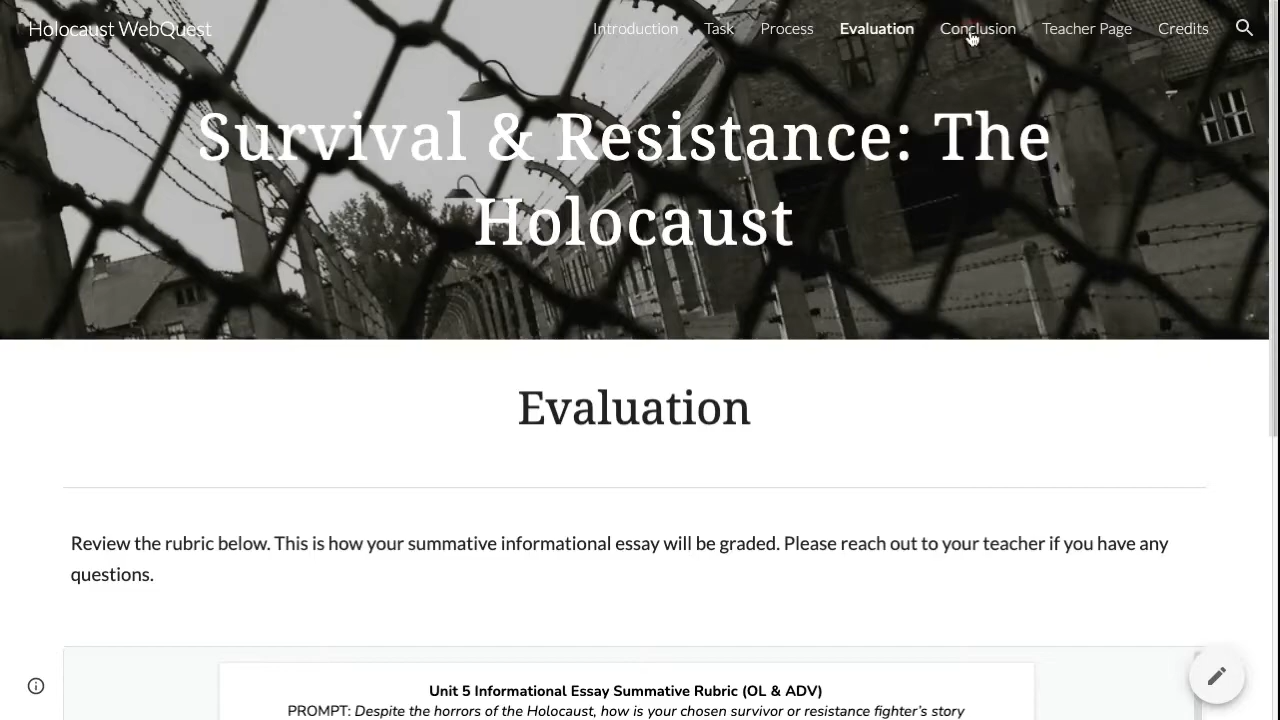 Holocaust WebQuest
Introduction Task Process Evaluation Conclusion Teacher Page Credits
Survival & Resistance: The
Holocaust
Evaluation
Review the rubric below. This is how your summative informational essay will be graded. Please reach out to your teacher if you have any
questions.
Unit 5 Informational Essay Summative Rubric (OL & ADV)
PROMPT: Despite the horrors of the Holocaust, how is your chosen survivor or resistance fighter's story